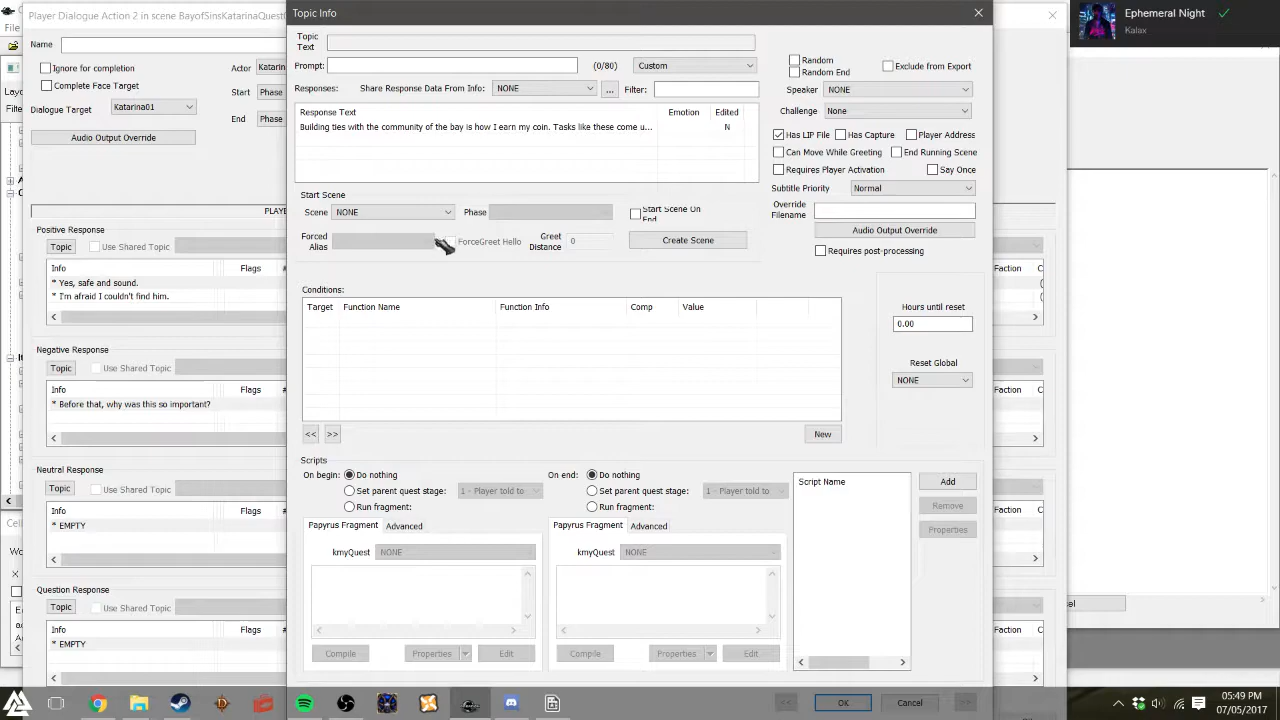 Player Dialogue Action 2 in scene BayofSinsKatarinaQuest
Name
Ignore for completion
Complete Face Target
Actor
Katarin
Start
Phase
Dialogue Target
Katarina01
End
Phase
Audio Output Override
PLAYE
Positive Response
Topic
Use Shared Topic
Info
Flags
* Yes, safe and sound.
* I'm afraid I couldn't find him.
Negative Response
Topic
Use Shared Topic
Info
Flags
* Before that, why was this so important?
Neutral Response
Topic
Use Shared Topic
Info
Flags
* EMPTY
Question Response
Topic
Use Shared Topic
Info
Flags
* EMPTY
Topic Info
Topic
Text
Prompt:
(0/80)
Custom
Responses:
Share Response Data From Info:
NONE
...
Filter:
Response Text
Emotion
Edited
Building ties with the community of the bay is how I earn my coin. Tasks like these come u...
N
Start Scene
Scene
NONE
Phase
Start Scene On
End
Forced
Alias
ForceGreet Hello
Greet
Distance
0
Create Scene
Random
Random End
Exclude from Export
Speaker
NONE
Challenge
None
Has LIP File
Has Capture
Player Address
Can Move While Greeting
End Running Scene
Requires Player Activation
Say Once
Subtitle Priority
Normal
Override
Filename
Audio Output Override
Requires post-processing
Conditions:
Target
Function Name
Function Info
Comp
Value
<<
>>
New
Hours until reset
0.00
Reset Global
NONE
Scripts
On begin:
Do nothing
Set parent quest stage:
1 - Player told to
Run fragment:
Papyrus Fragment
Advanced
kmyQuest
NONE
Compile
Properties
Edit
On end:
Do nothing
Set parent quest stage:
1 - Player told to
Run fragment:
Papyrus Fragment
Advanced
kmyQuest
NONE
Compile
Properties
Edit
Script Name
Add
Remove
Properties
<<
OK
Cancel
>>
Faction
Faction
Faction
Faction
Ephemeral Night
Kalax
05:49 PM
07/05/2017